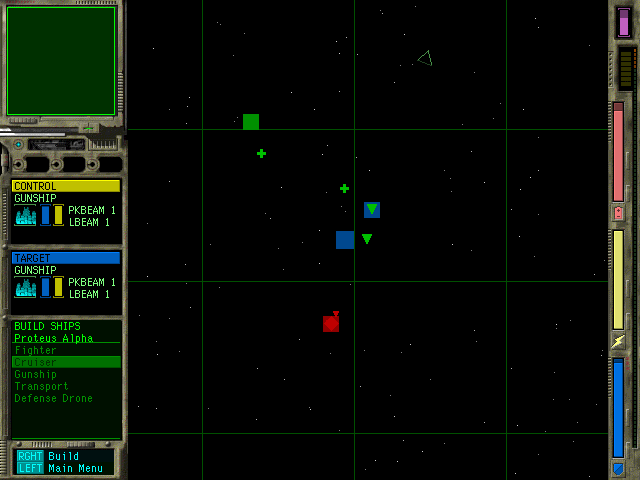 CONTROL
GUNSHIP
PKBEAM 1
LBEAM 1
TARGET
GUNSHIP
PKBEAM 1
LBEAM 1
BUILD SHIPS
Proteus Alpha
Fighter
Cruiser
Gunship
Transport
Defense Drone
RGHT Build
LEFT Main Menu